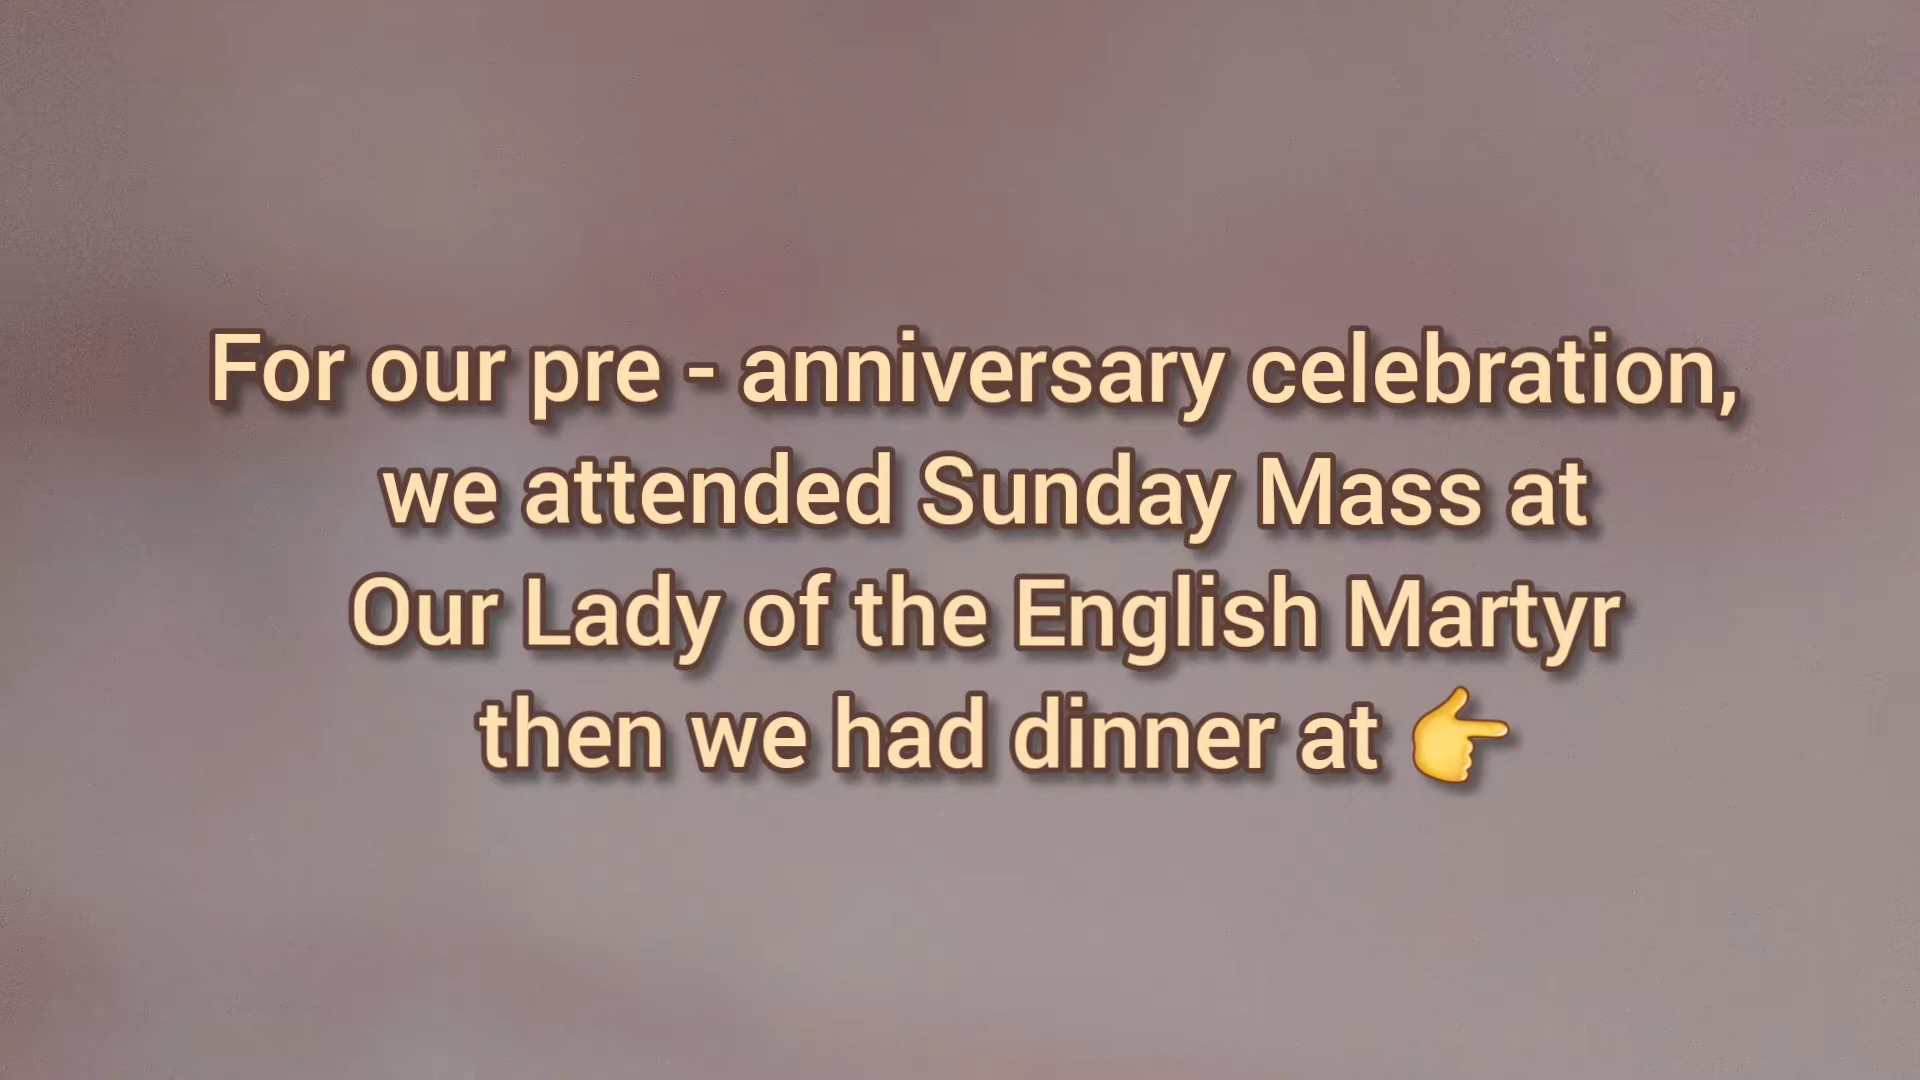 For our pre - anniversary celebration,
we attended Sunday Mass at
Our Lady of the English Martyr
then we had dinner at 👉